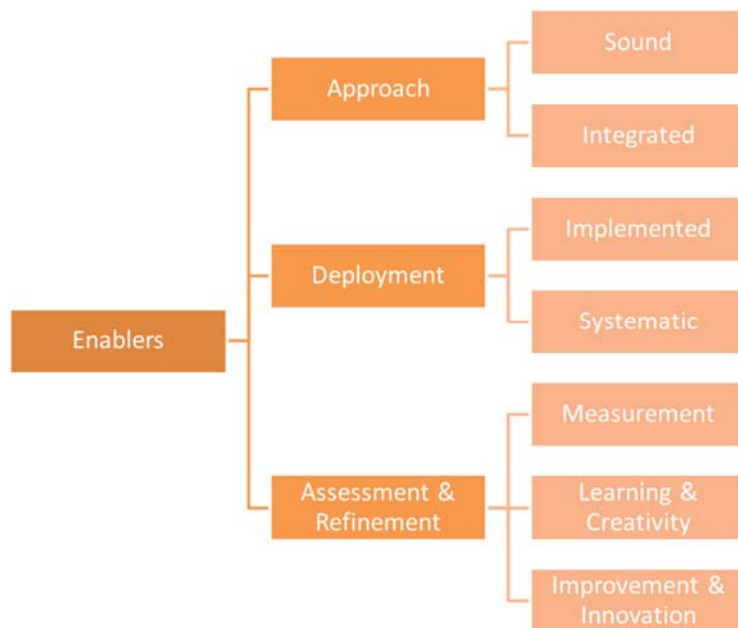 Enablers
Approach
Sound
Integrated
Deployment
Implemented
Systematic
Assessment &
Refinement
Measurement
Learning &
Creativity
Improvement &
Innovation